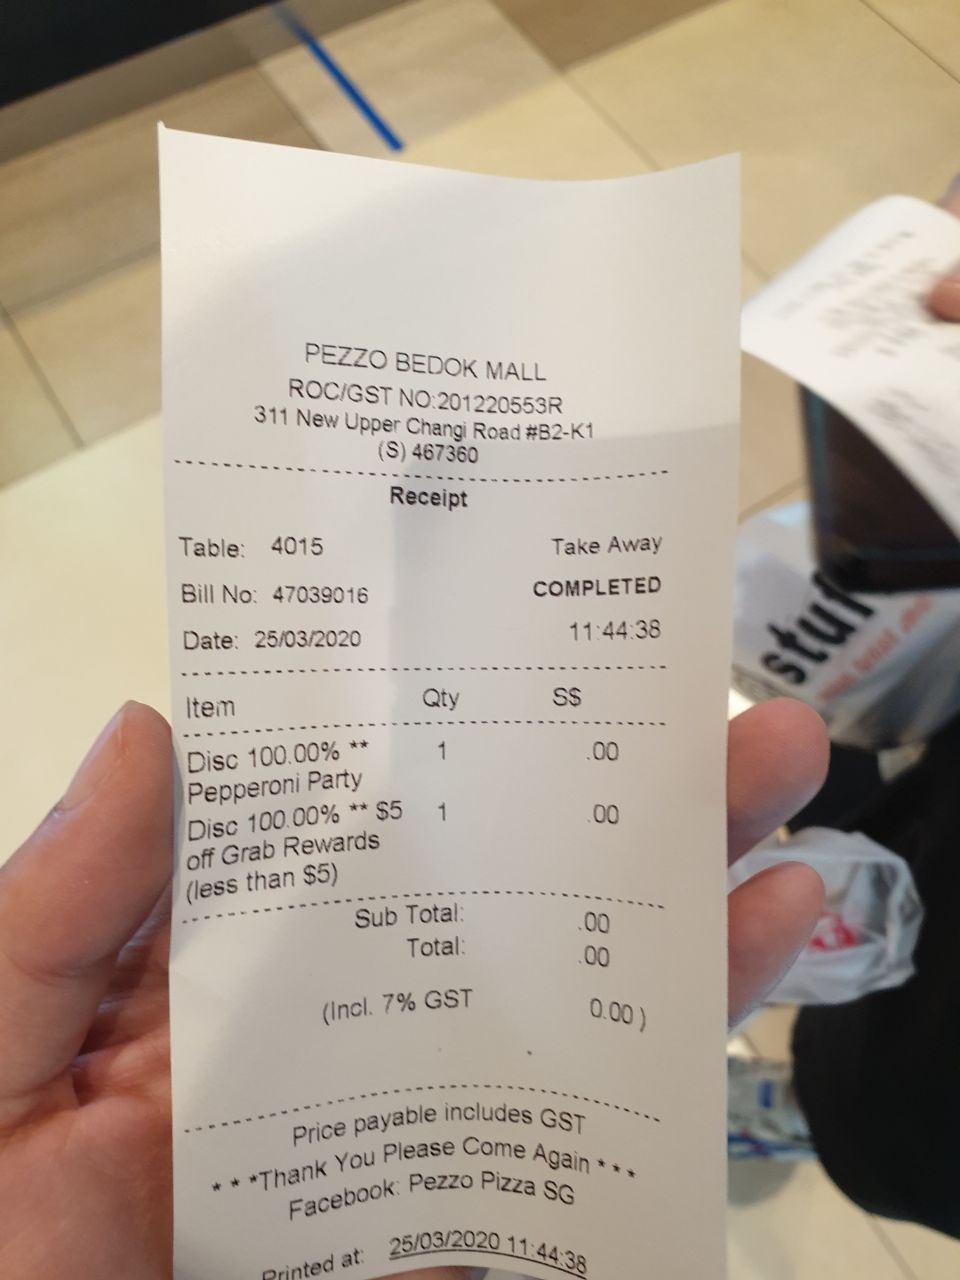 PEZZO BEDOK MALL
ROC/GST NO:201220553R
311 New Upper Changi Road #B2-K1
(S) 467360
Receipt
Table: 4015 Take Away
Bill No: 47039016 COMPLETED
Date: 25/03/2020 11:44:38
Item Qty S$
Disc 100.00% ** 1 .00
Pepperoni Party
Disc 100.00% ** $5 1 .00
off Grab Rewards
(less than $5)
Sub Total: .00
Total: .00
(Incl. 7% GST 0.00 )
Price payable includes GST
* * *Thank You Please Come Again * * *
Facebook: Pezzo Pizza SG
Printed at: 25/03/2020 11:44:38
stuf